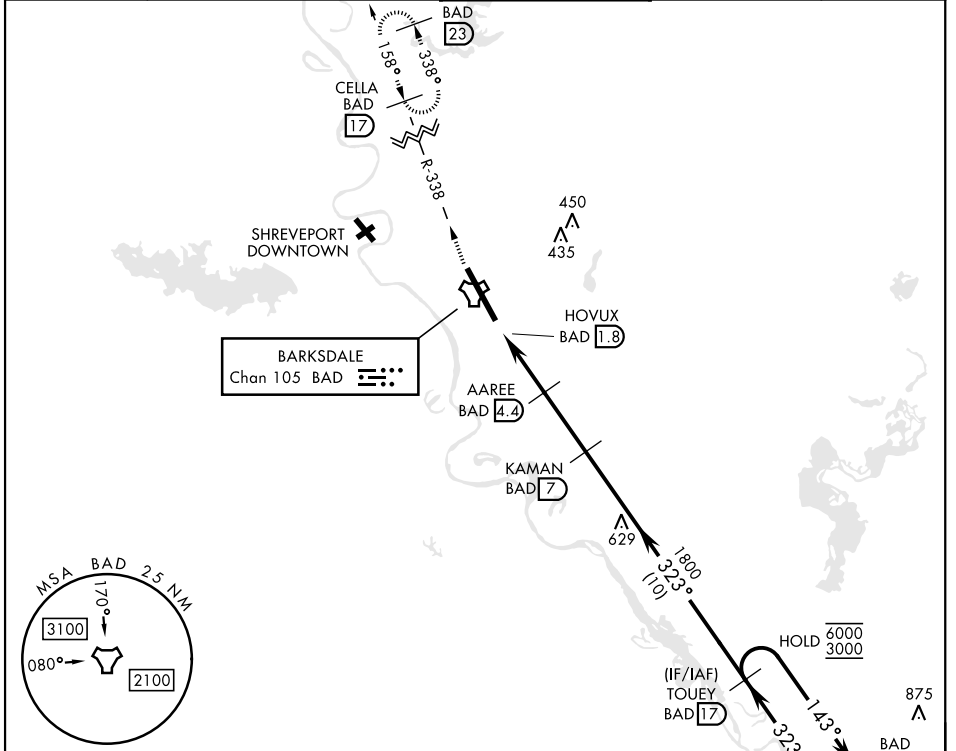 BAD
23
158°
338°
CELLA
BAD
17
R-338
SHREVEPORT
DOWNTOWN
450
435
HOVUX
BAD 1.8
BARKSDALE
Chan 105 BAD
AAREE
BAD 4.4
KAMAN
BAD 7
629
1800
323°
(10)
MSA BAD 25 NM
170°
3100
080°
2100
HOLD 6000
3000
(IF/IAF)
TOUEY
BAD 17
143°
323
875
BAD